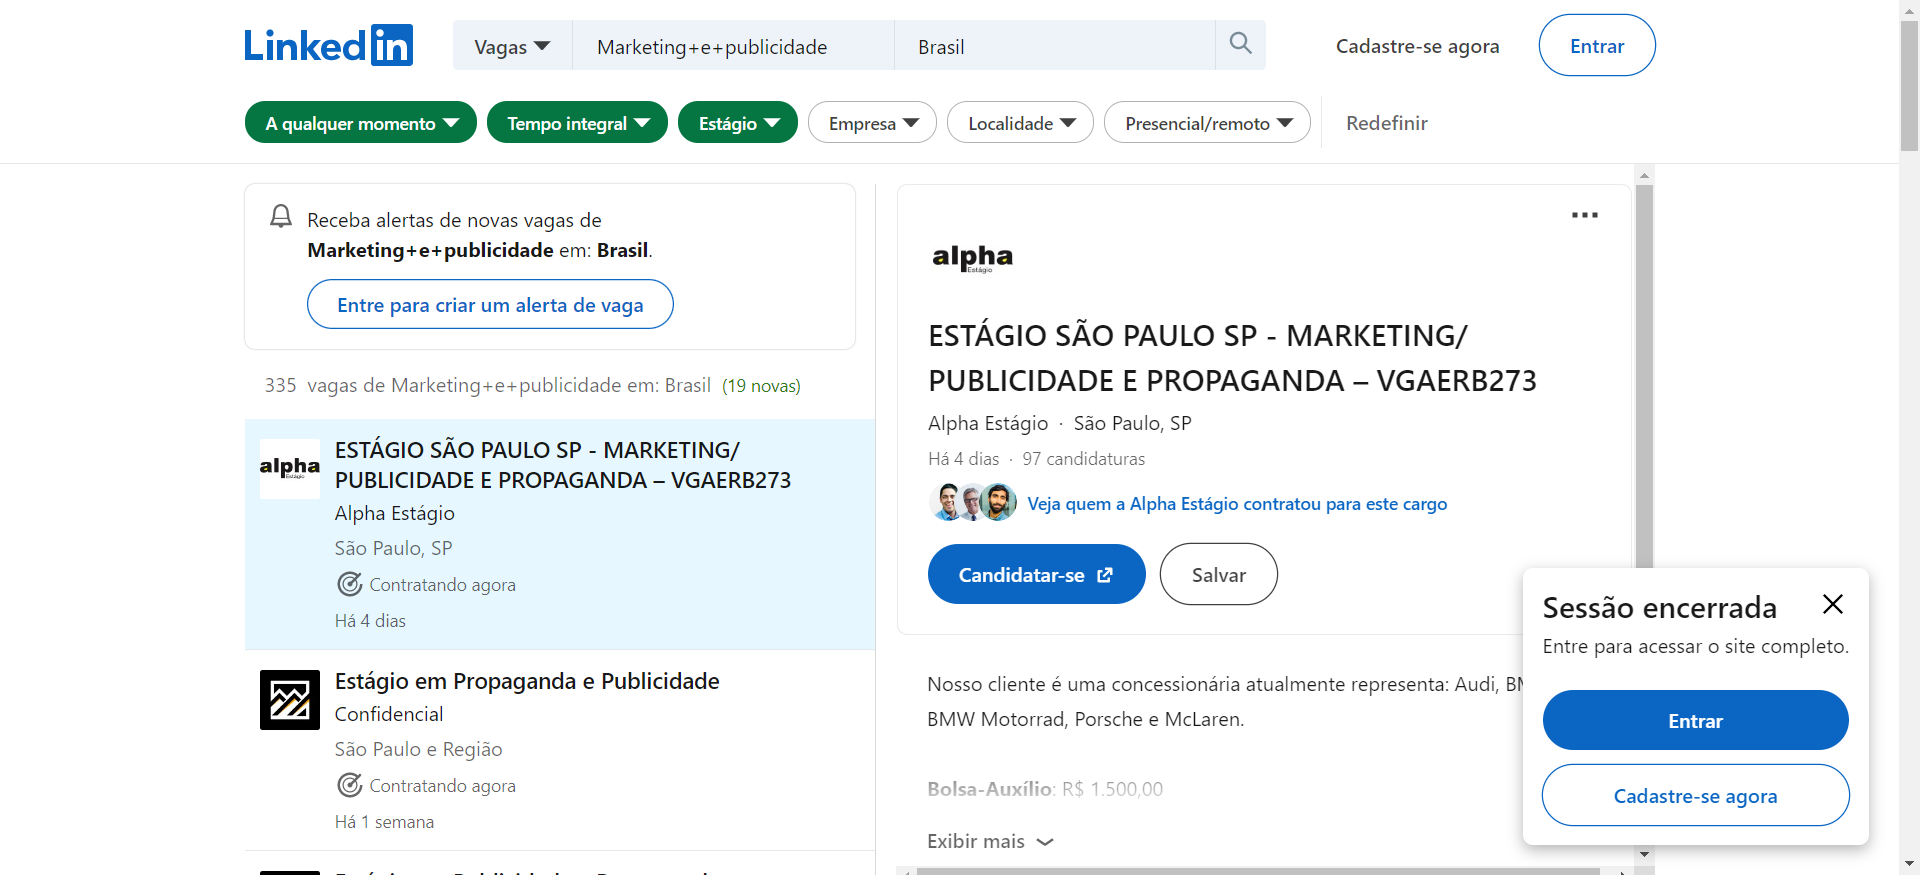 Linked in
Vagas
Marketing+e+publicidade
Brasil
Cadastre-se agora
Entrar
A qualquer momento
Tempo integral
Estágio
Empresa
Localidade
Presencial/remoto
Redefinir
Receba alertas de novas vagas de
Marketing+e+publicidade em: Brasil.
Entre para criar um alerta de vaga
335 vagas de Marketing+e+publicidade em: Brasil (19 novas)
alpha
Estágio
ESTÁGIO SÃO PAULO SP - MARKETING/
PUBLICIDADE E PROPAGANDA – VGAERB273
Alpha Estágio
São Paulo, SP
Contratando agora
Há 4 dias
Estágio em Propaganda e Publicidade
Confidencial
São Paulo e Região
Contratando agora
Há 1 semana
alpha
Estágio
ESTÁGIO SÃO PAULO SP - MARKETING/
PUBLICIDADE E PROPAGANDA – VGAERB273
Alpha Estágio · São Paulo, SP
Há 4 dias · 97 candidaturas
Veja quem a Alpha Estágio contratou para este cargo
Candidatar-se
Salvar
Nosso cliente é uma concessionária atualmente representa: Audi,
BMW Motorrad, Porsche e McLaren.
Bolsa-Auxílio: R$ 1.500,00
Exibir mais
Sessão encerrada
Entre para acessar o site completo.
Entrar
Cadastre-se agora